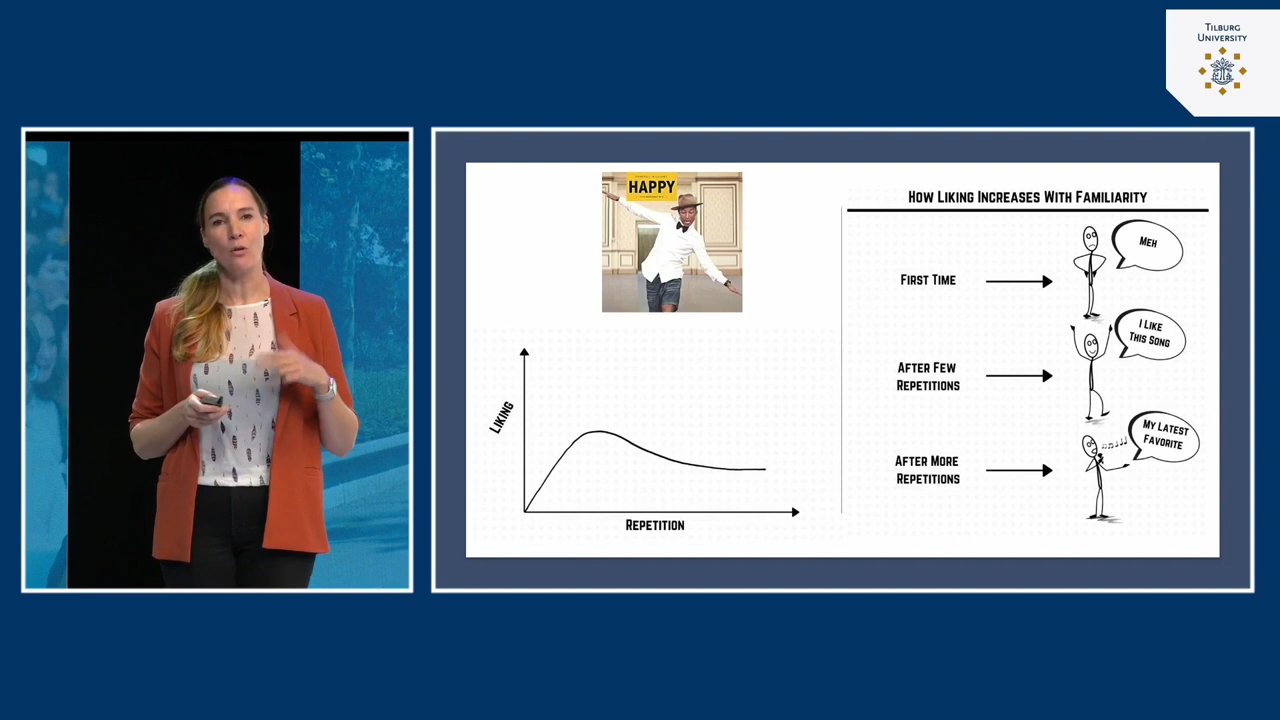 TILBURG
UNIVERSITY
HAPPY
HOW LIKING INCREASES WITH FAMILIARITY
MEH
FIRST TIME
I LIKE
THIS SONG
AFTER FEW
REPETITIONS
MY LATEST
FAVORITE
AFTER MORE
REPETITIONS
LIKING
REPETITION